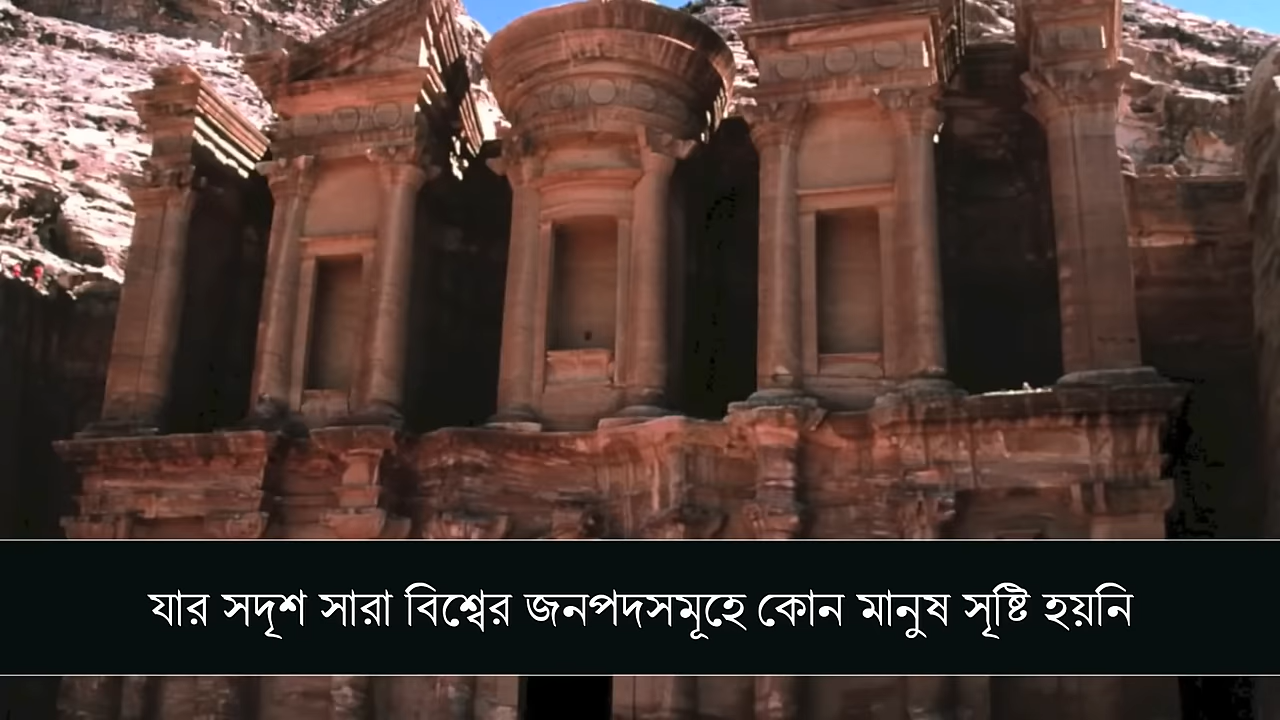 যার সদৃশ সারা বিশ্বের জনপদসমূহে কোন মানুষ সৃষ্টি হয়নি